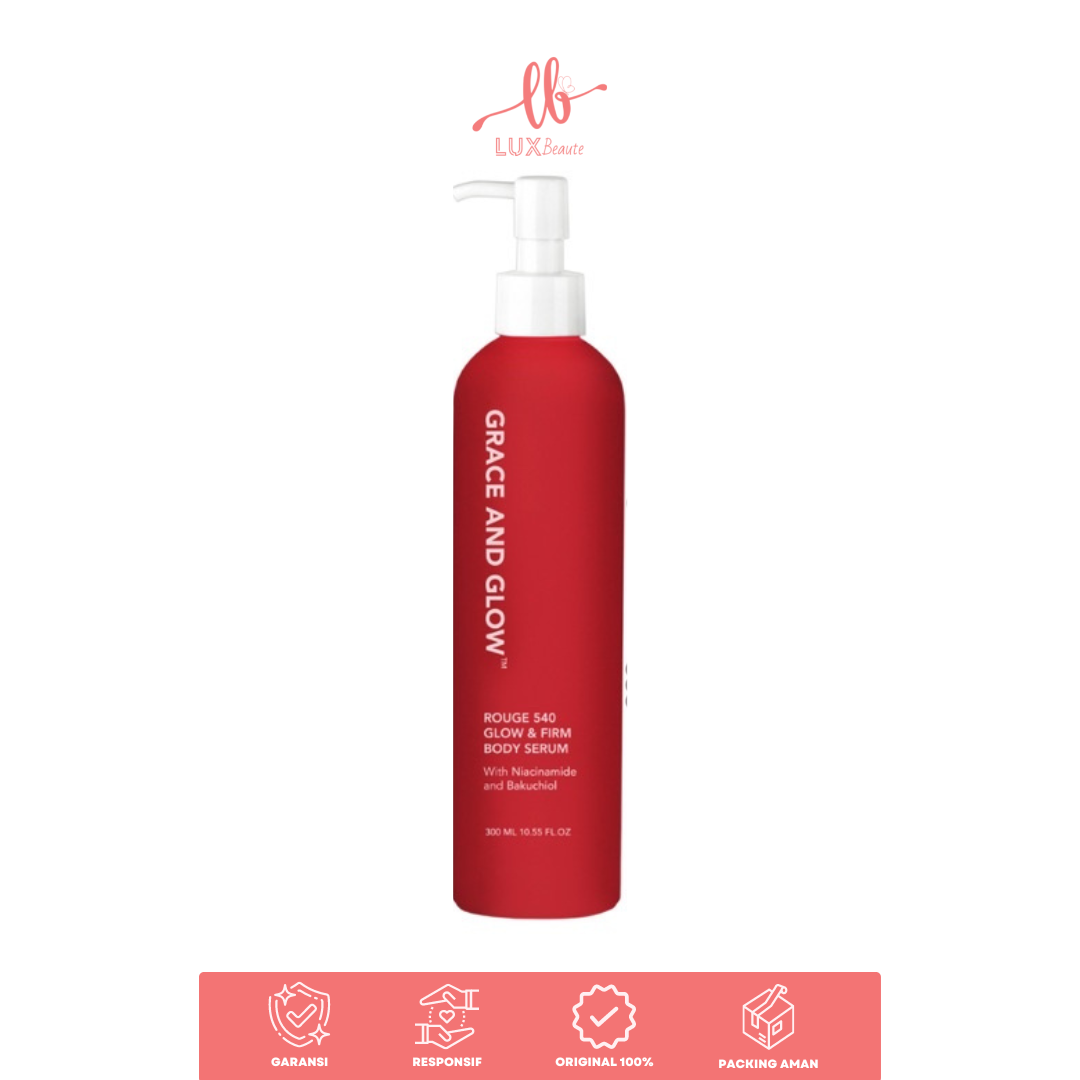 lb
LUX Beaute
GRACE AND GLOW™
ROUGE 540
GLOW & FIRM
BODY SERUM
With Niacinamide
and Bakuchiol
300 ML 10.55 FL.OZ
GARANSI
RESPONSIF
ORIGINAL 100%
PACKING AMAN